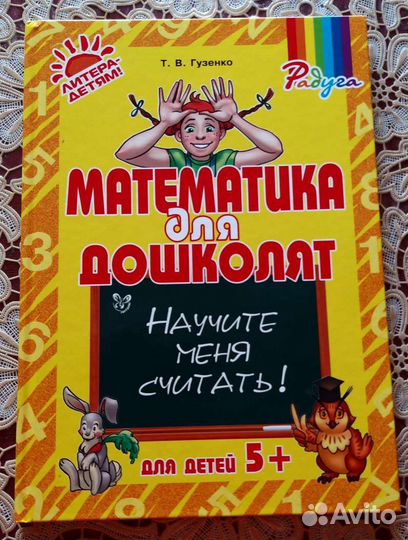 ЛИТЕРА-
ДЕТЯМ!
Радуга
Т. В. Гузенко
МАТЕМАТИКА
для
ДОШКОЛЯТ
НАУЧИТЕ
МЕНЯ
СЧИТАТЬ!
ДЛЯ ДЕТЕЙ 5+
Avito